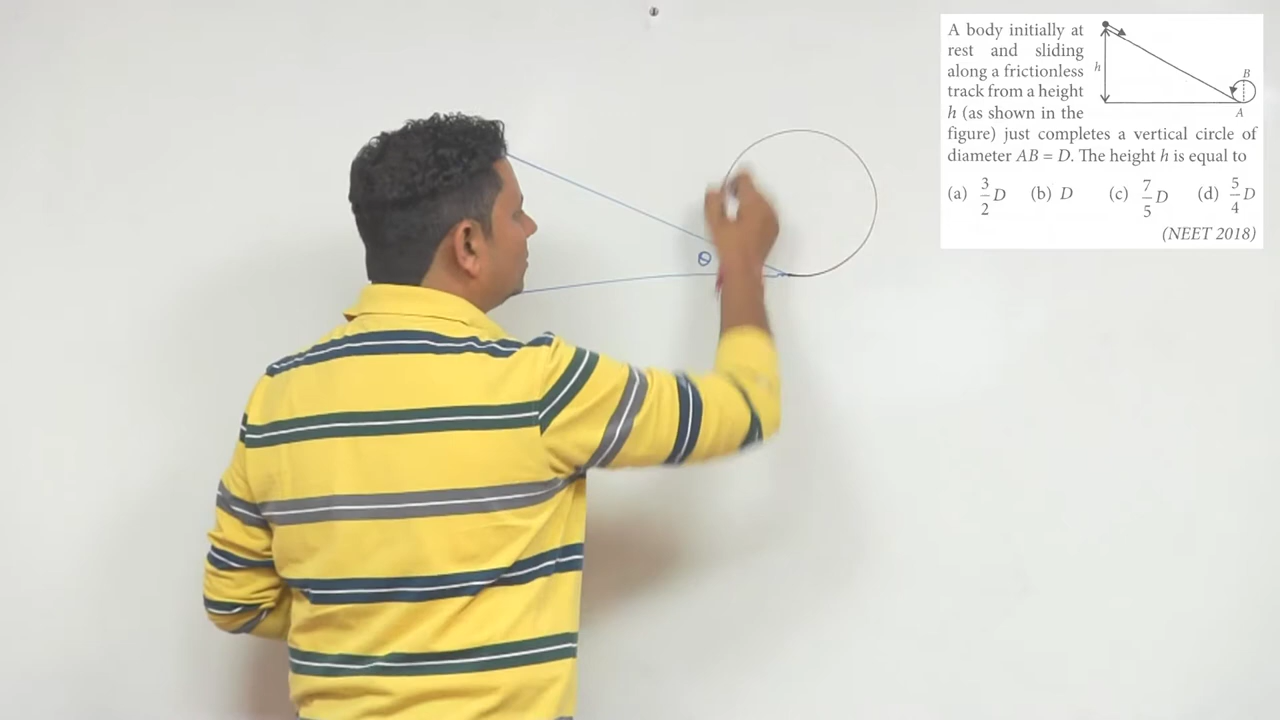 A body initially at
rest and sliding
along a frictionless
track from a height
h (as shown in the
figure) just completes a vertical circle of
diameter AB = D. The height h is equal to
(a) 3/2 D (b) D (c) 7/5 D (d) 5/4 D
(NEET 2018)
h
B
A
θ